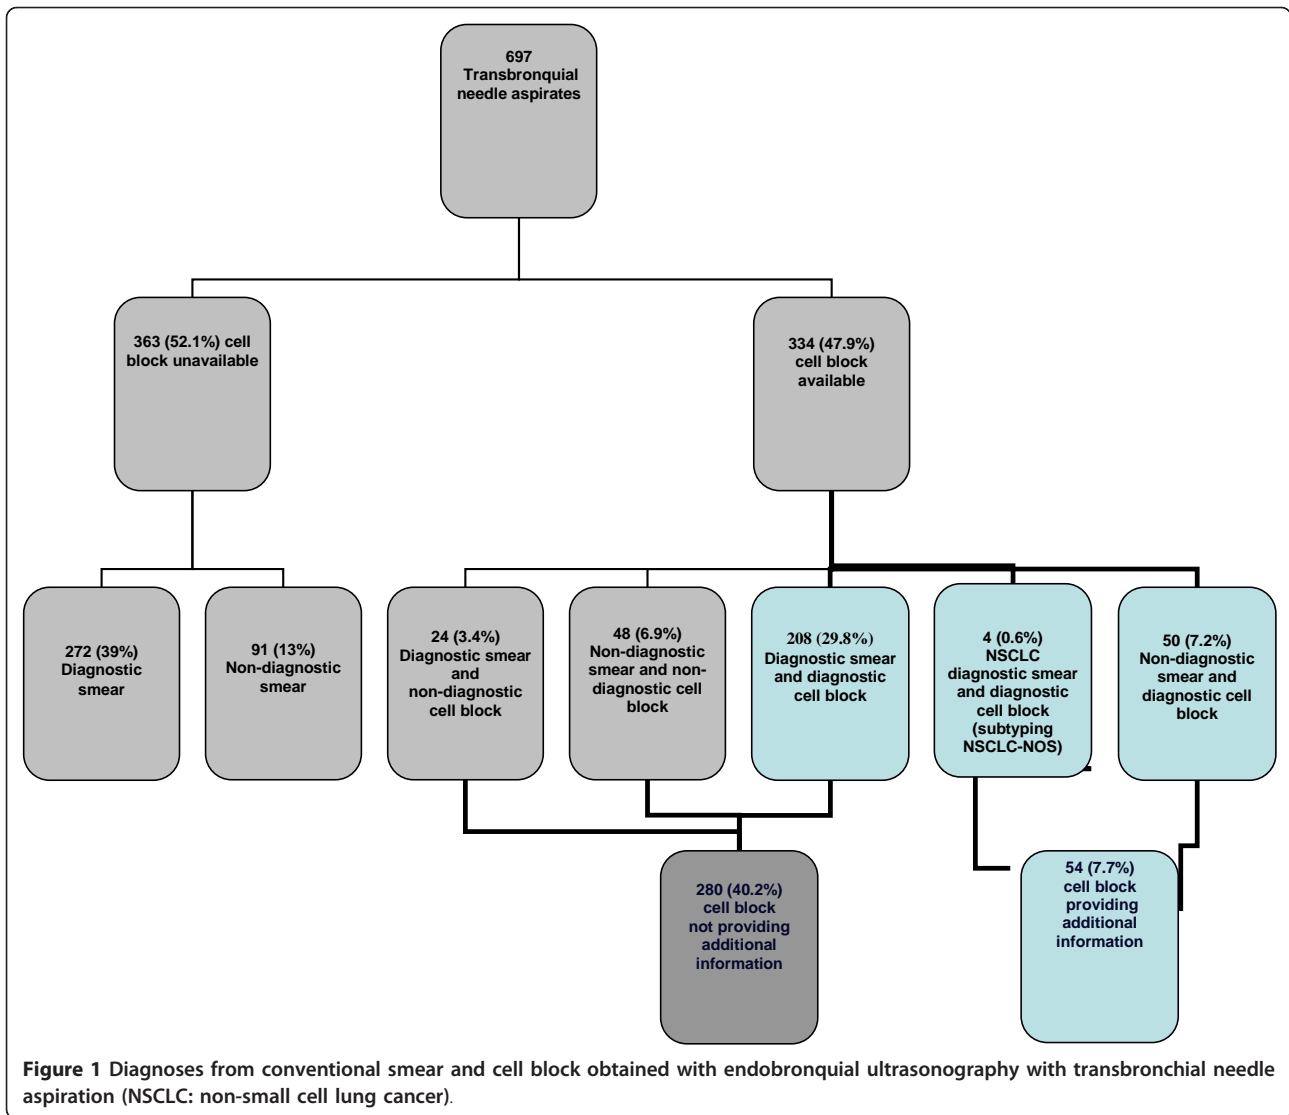 697
Transbronquial
needle aspirates
363 (52.1%) cell
block unavailable
334 (47.9%)
cell block
available
272 (39%)
Diagnostic
smear
91 (13%)
Non-diagnostic
smear
24 (3.4%)
Diagnostic smear
and
non-diagnostic
cell block
48 (6.9%)
Non-diagnostic
smear and non-
diagnostic cell
block
208 (29.8%)
Diagnostic smear
and diagnostic
cell block
4 (0.6%)
NSCLC
diagnostic smear
and diagnostic
cell block
(subtyping
NSCLC-NOS)
50 (7.2%)
Non-diagnostic
smear and
diagnostic cell
block
280 (40.2%)
cell block
not providing
additional
information
54 (7.7%)
cell block
providing
additional
information
Figure 1 Diagnoses from conventional smear and cell block obtained with endobronquial ultrasonography with transbronchial needle
aspiration (NSCLC: non-small cell lung cancer).